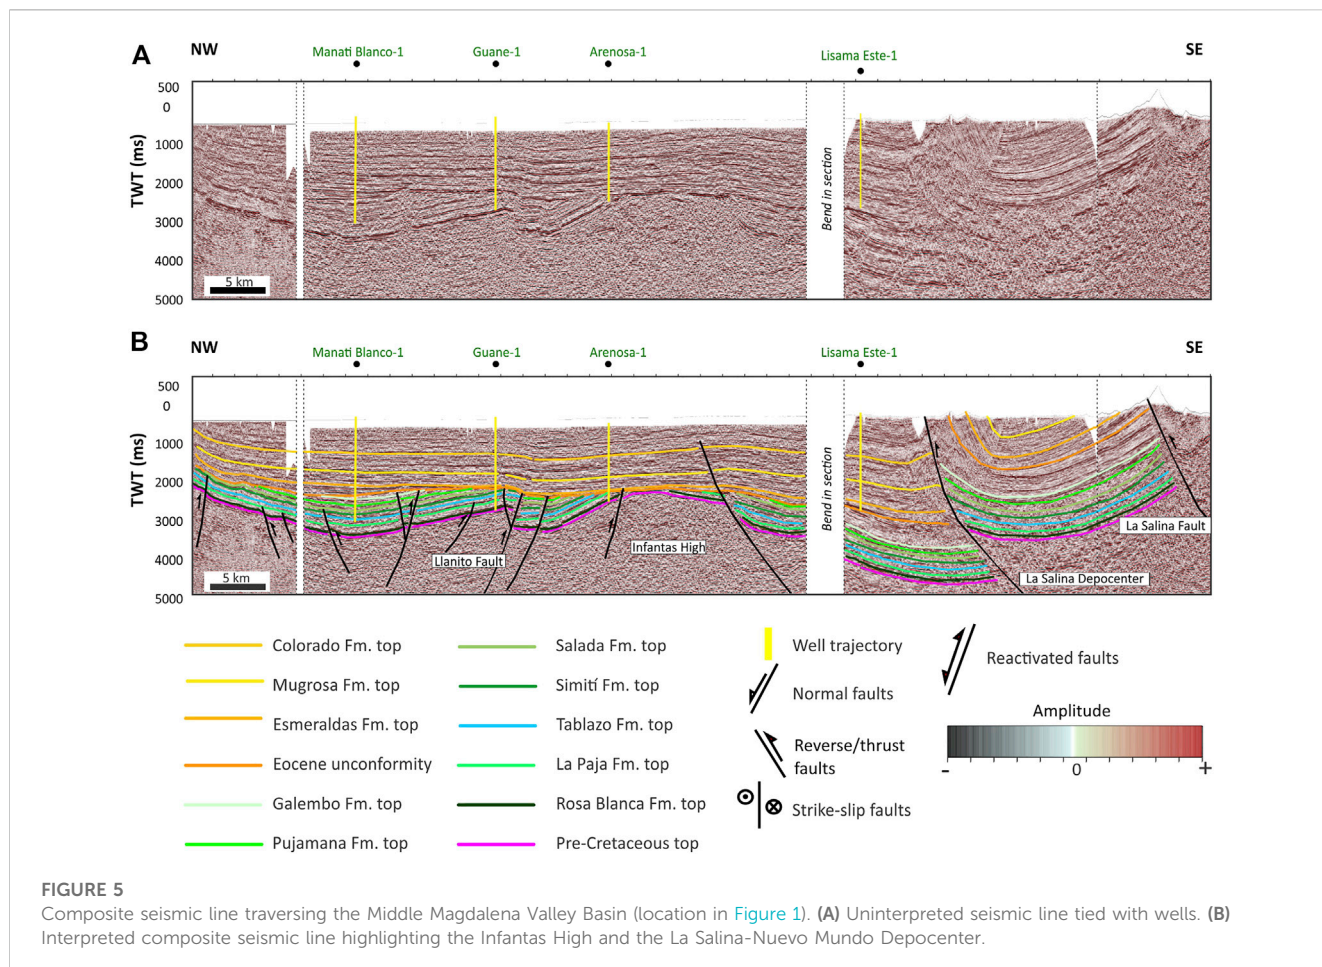 A
NW
Manati Blanco-1
Guane-1
Arenosa-1
Lisama Este-1
SE
500
0
1000
2000
3000
4000
5000
TWT (ms)
Bend in section
5 km
B
NW
Manati Blanco-1
Guane-1
Arenosa-1
Lisama Este-1
SE
500
0
1000
2000
3000
4000
5000
TWT (ms)
Bend in section
Llanito Fault
Infantas High
La Salina Fault
La Salina Depocenter
5 km
Colorado Fm. top
Mugrosa Fm. top
Esmeraldas Fm. top
Eocene unconformity
Galembo Fm. top
Pujamana Fm. top
Salada Fm. top
Simití Fm. top
Tablazo Fm. top
La Paja Fm. top
Rosa Blanca Fm. top
Pre-Cretaceous top
Well trajectory
Normal faults
Reverse/thrust
faults
Strike-slip faults
Reactivated faults
Amplitude
- 0 +
FIGURE 5
Composite seismic line traversing the Middle Magdalena Valley Basin (location in Figure 1). (A) Uninterpreted seismic line tied with wells. (B)
Interpreted composite seismic line highlighting the Infantas High and the La Salina-Nuevo Mundo Depocenter.